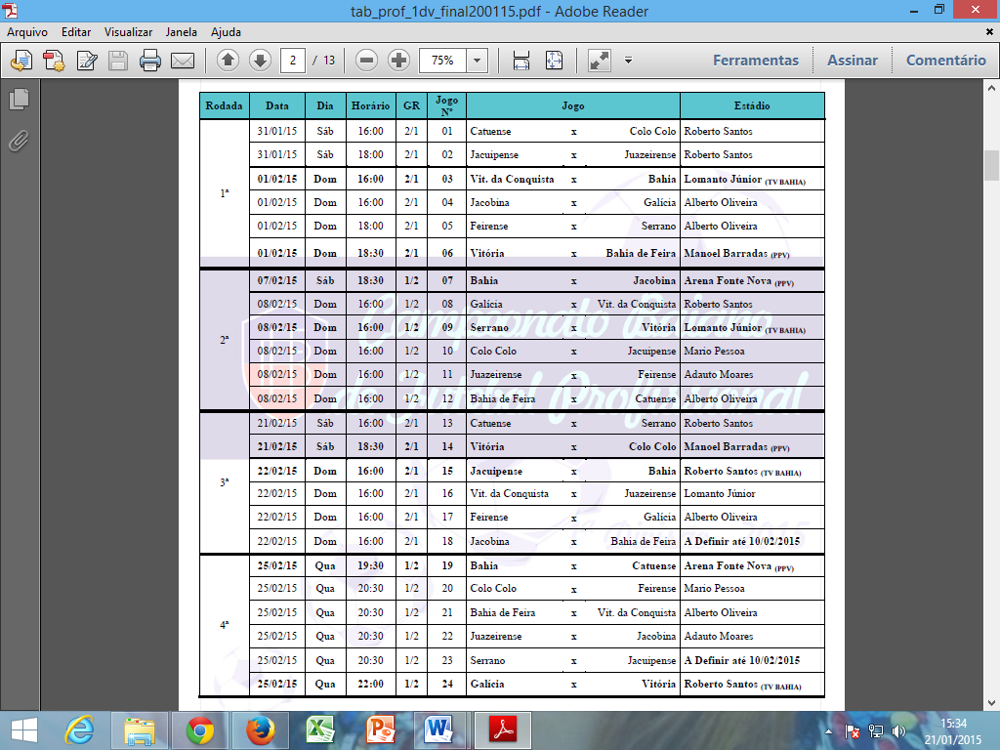 tab_prof_1dv_final200115.pdf - Adobe Reader
Arquivo Editar Visualizar Janela Ajuda
2 / 13 75% Ferramentas Assinar Comentário
Rodada Data Dia Horário GR Jogo Nº Jogo Estádio
1ª
31/01/15 Sáb 16:00 2/1 01 Catuense x Colo Colo Roberto Santos
31/01/15 Sáb 18:00 2/1 02 Jacuipense x Juazeirense Roberto Santos
01/02/15 Dom 16:00 2/1 03 Vit. da Conquista x Bahia Lomanto Júnior (TV BAHIA)
01/02/15 Dom 16:00 2/1 04 Jacobina x Galícia Alberto Oliveira
01/02/15 Dom 18:00 2/1 05 Feirense x Serrano Alberto Oliveira
01/02/15 Dom 18:30 2/1 06 Vitória x Bahia de Feira Manoel Barradas (PPV)
2ª
07/02/15 Sáb 18:30 1/2 07 Bahia x Jacobina Arena Fonte Nova (PPV)
08/02/15 Dom 16:00 1/2 08 Galícia x Vit. da Conquista Roberto Santos
08/02/15 Dom 16:00 1/2 09 Serrano x Vitória Lomanto Júnior (TV BAHIA)
08/02/15 Dom 16:00 1/2 10 Colo Colo x Jacuipense Mario Pessoa
08/02/15 Dom 16:00 1/2 11 Juazeirense x Feirense Adauto Moares
08/02/15 Dom 16:00 1/2 12 Bahia de Feira x Catuense Alberto Oliveira
Campeonato Baiano
de Futebol Profissional
3ª
21/02/15 Sáb 16:00 2/1 13 Catuense x Serrano Roberto Santos
21/02/15 Sáb 18:30 2/1 14 Vitória x Colo Colo Manoel Barradas (PPV)
22/02/15 Dom 16:00 2/1 15 Jacuipense x Bahia Roberto Santos (TV BAHIA)
22/02/15 Dom 16:00 2/1 16 Vit. da Conquista x Juazeirense Lomanto Júnior
22/02/15 Dom 16:00 2/1 17 Feirense x Galícia Alberto Oliveira
22/02/15 Dom 16:00 2/1 18 Jacobina x Bahia de Feira A Definir até 10/02/2015
4ª
25/02/15 Qua 19:30 1/2 19 Bahia x Catuense Arena Fonte Nova (PPV)
25/02/15 Qua 20:30 1/2 20 Colo Colo x Feirense Mario Pessoa
25/02/15 Qua 20:30 1/2 21 Bahia de Feira x Vit. da Conquista Alberto Oliveira
25/02/15 Qua 20:30 1/2 22 Juazeirense x Jacobina Adauto Moares
25/02/15 Qua 20:30 1/2 23 Serrano x Jacuipense A Definir até 10/02/2015
25/02/15 Qua 22:00 1/2 24 Galícia x Vitória Roberto Santos (TV BAHIA)
15:34
21/01/2015